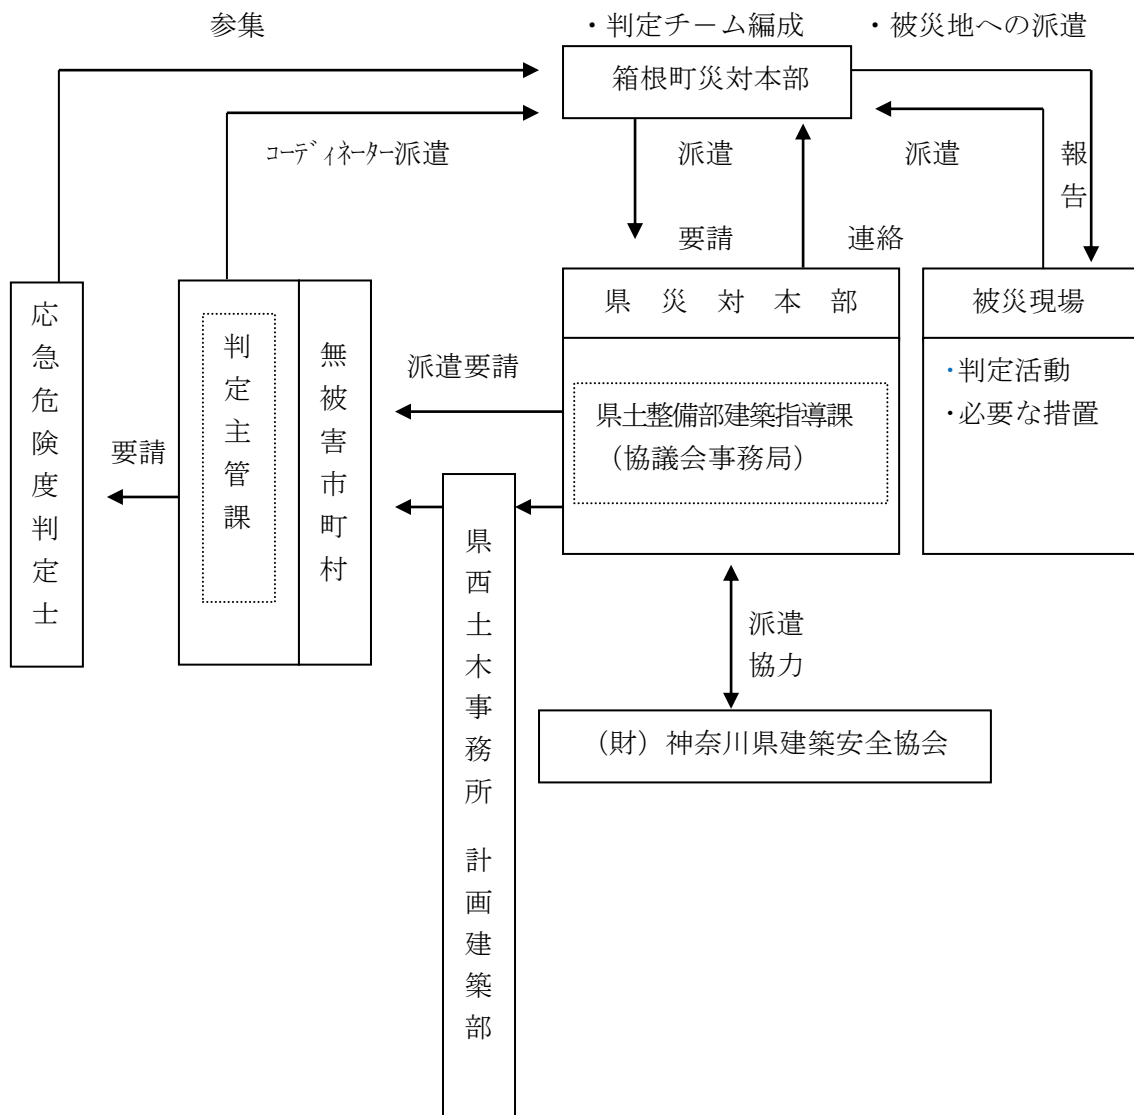 参集
・判定チーム編成
・被災地への派遣
箱根町災対本部
コーディネーター派遣
派遣
派遣
報告
要請
連絡
応急危険度判定士
判定主管課
無被害市町村
県災対本部
被災現場
派遣要請
・判定活動
県土整備部建築指導課
・必要な措置
（協議会事務局）
要請
県西土木事務所 計画建築部
派遣
協力
（財）神奈川県建築安全協会